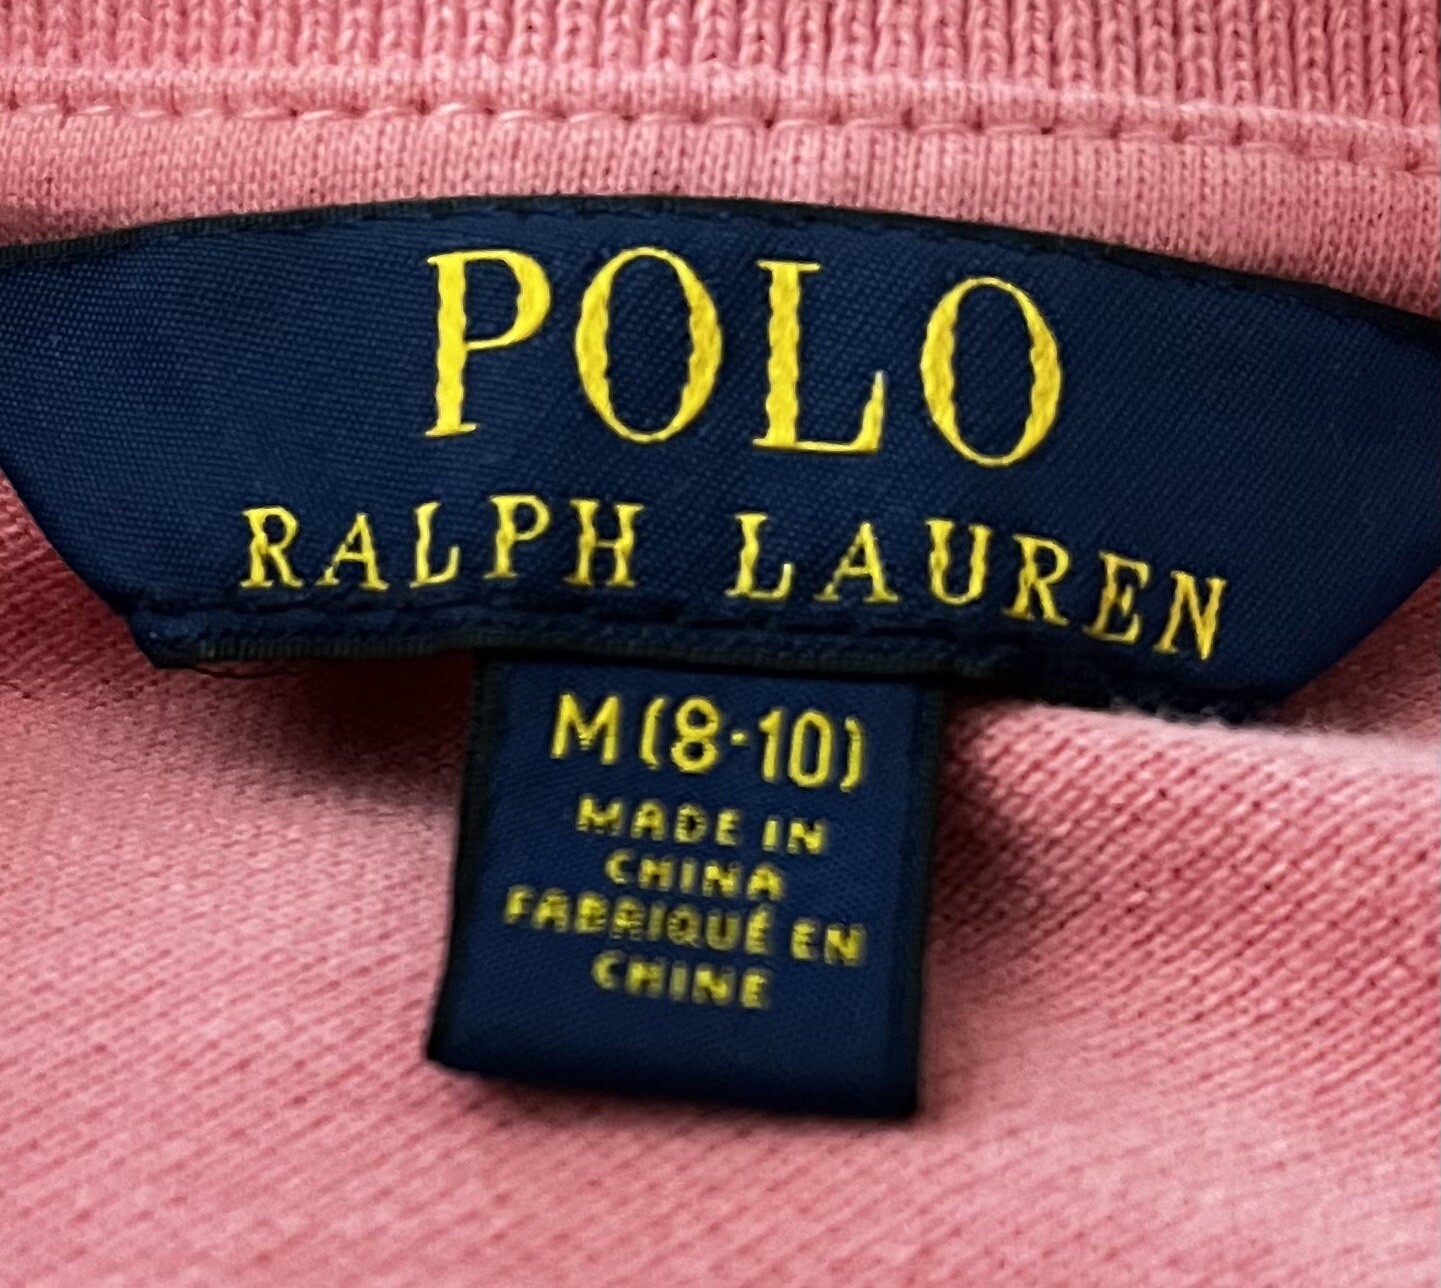 POLO
RALPH LAUREN
M (8-10)
MADE IN
CHINA
FABRIQUÉ EN
CHINE